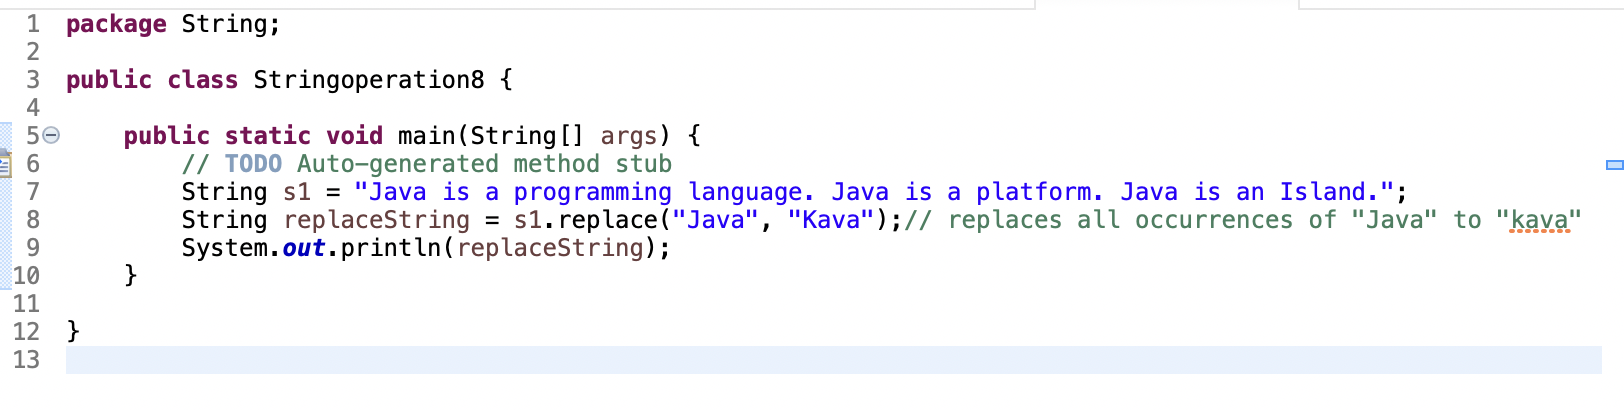 1 package String;
2
3 public class Stringoperation8 {
4
5 public static void main(String[] args) {
6 // TODO Auto-generated method stub
7 String s1 = "Java is a programming language. Java is a platform. Java is an Island.";
8 String replaceString = s1.replace("Java", "Kava");// replaces all occurrences of "Java" to "kava"
9 System.out.println(replaceString);
10 }
11
12 }
13